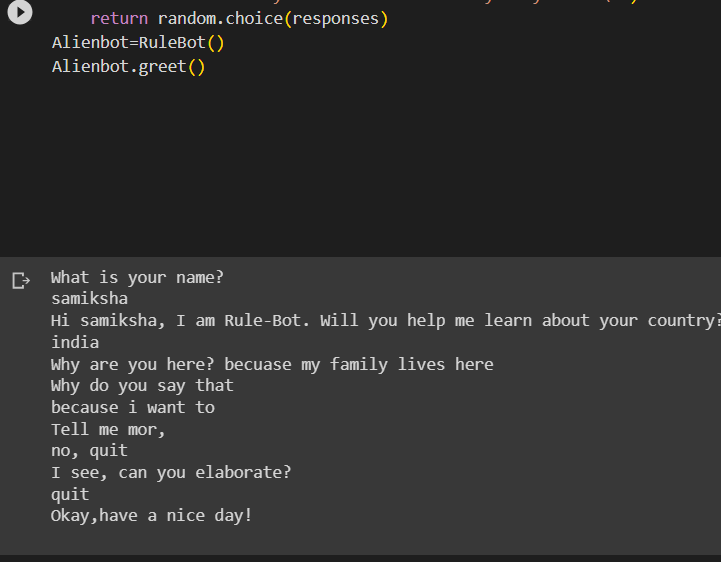 return random.choice(responses)
Alienbot=RuleBot()
Alienbot.greet()
What is your name?
samiksha
Hi samiksha, I am Rule-Bot. Will you help me learn about your country?
india
Why are you here? becuase my family lives here
Why do you say that
because i want to
Tell me mor,
no, quit
I see, can you elaborate?
quit
Okay,have a nice day!